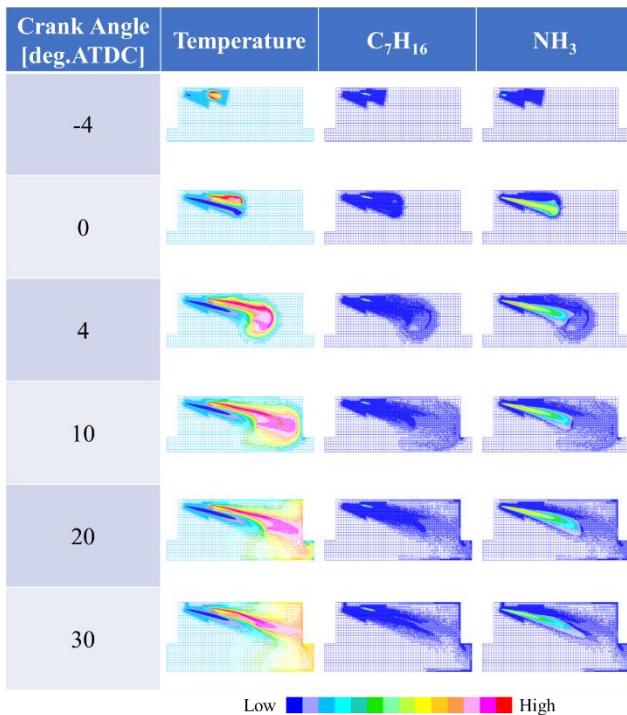 Crank Angle
[deg.ATDC]
Temperature
C₇H₁₆
NH₃
-4
0
4
10
20
30
Low
High